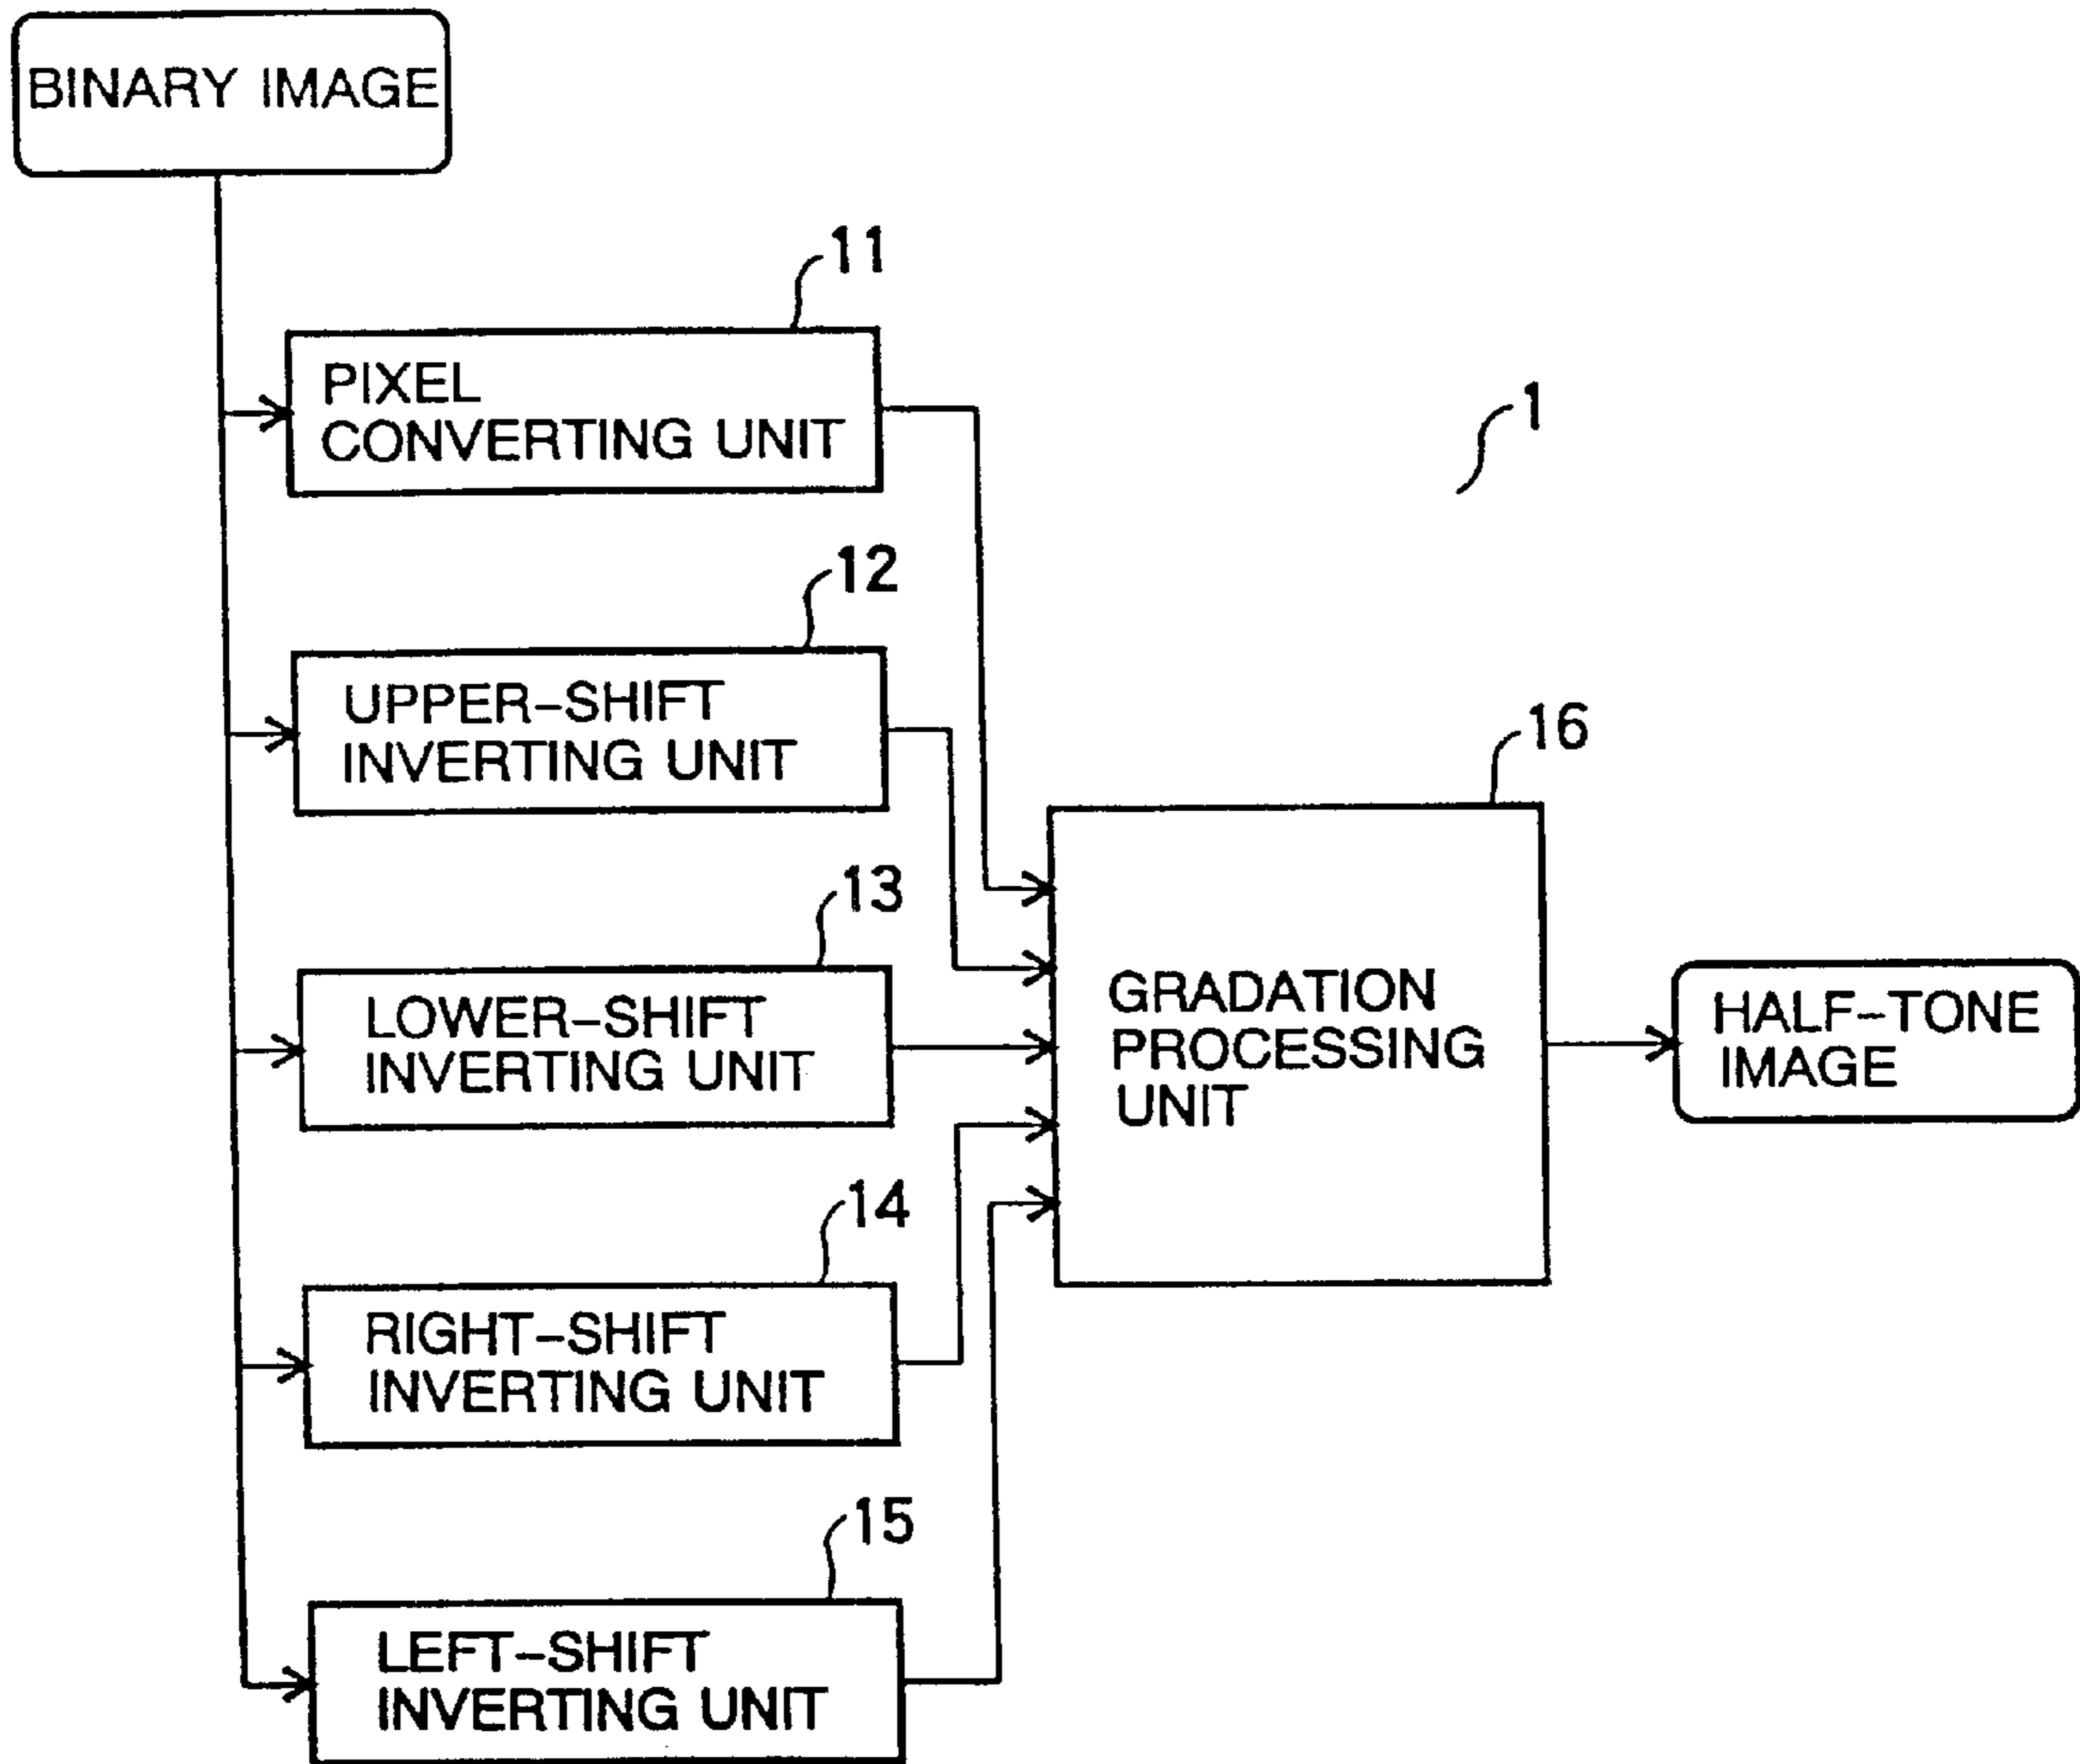 BINARY IMAGE
11
PIXEL
CONVERTING UNIT
1
12
UPPER-SHIFT
INVERTING UNIT
16
13
LOWER-SHIFT
INVERTING UNIT
GRADATION
PROCESSING
UNIT
HALF-TONE
IMAGE
14
RIGHT-SHIFT
INVERTING UNIT
15
LEFT-SHIFT
INVERTING UNIT